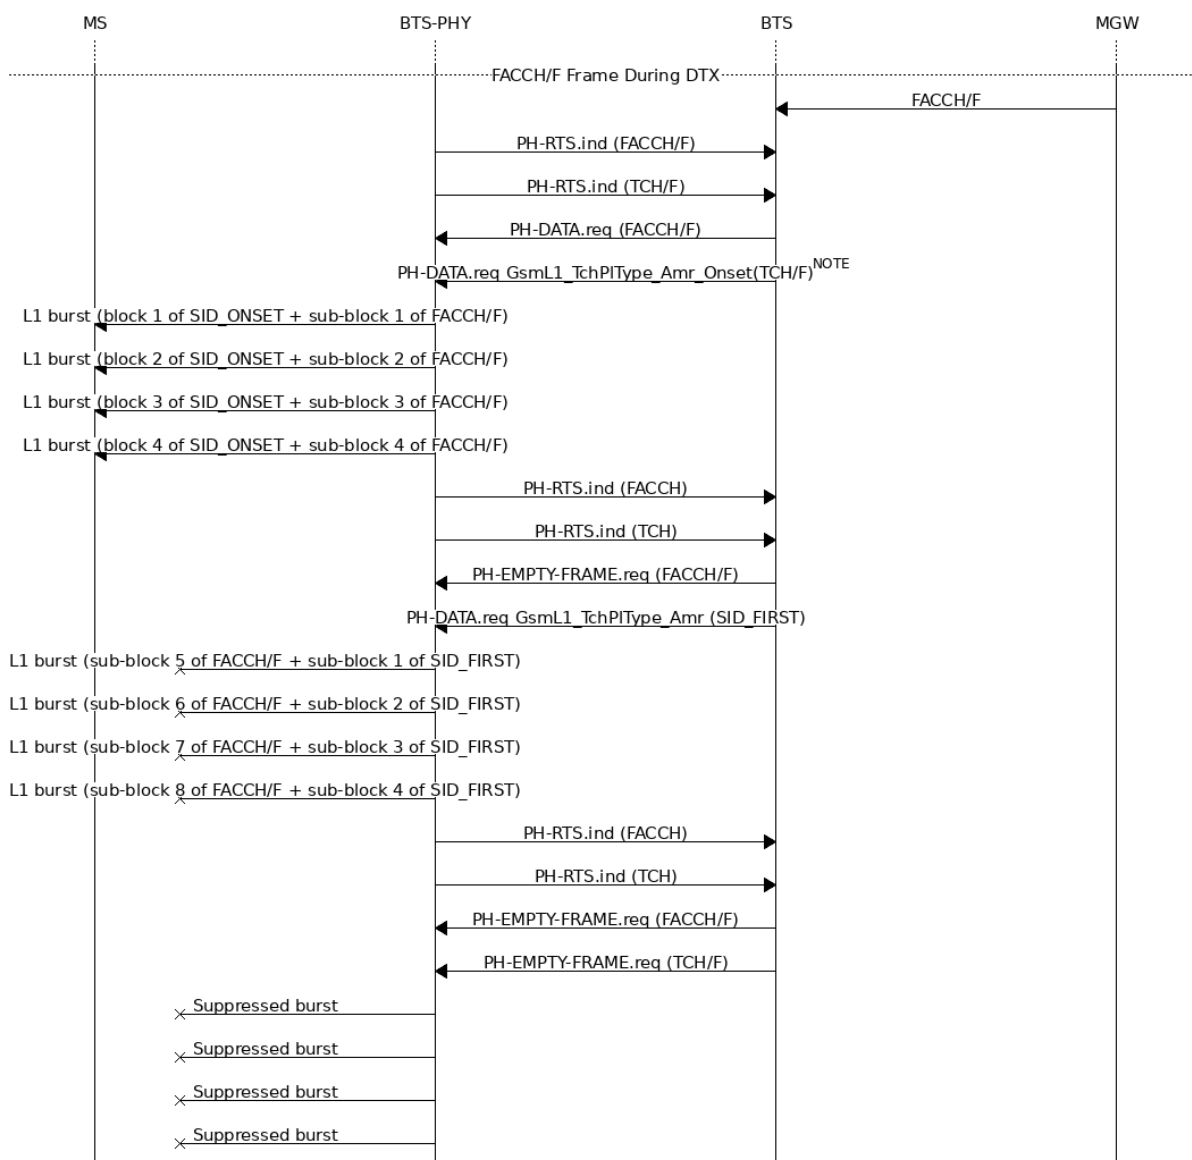 MS BTS-PHY BTS MGW
FACCH/F Frame During DTX
FACCH/F
PH-RTS.ind (FACCH/F)
PH-RTS.ind (TCH/F)
PH-DATA.req (FACCH/F)
PH-DATA.req GsmL1_TchPlType_Amr_Onset(TCH/F)NOTE
L1 burst (block 1 of SID_ONSET + sub-block 1 of FACCH/F)
L1 burst (block 2 of SID_ONSET + sub-block 2 of FACCH/F)
L1 burst (block 3 of SID_ONSET + sub-block 3 of FACCH/F)
L1 burst (block 4 of SID_ONSET + sub-block 4 of FACCH/F)
PH-RTS.ind (FACCH)
PH-RTS.ind (TCH)
PH-EMPTY-FRAME.req (FACCH/F)
PH-DATA.req GsmL1_TchPlType_Amr (SID_FIRST)
L1 burst (sub-block 5 of FACCH/F + sub-block 1 of SID_FIRST)
L1 burst (sub-block 6 of FACCH/F + sub-block 2 of SID_FIRST)
L1 burst (sub-block 7 of FACCH/F + sub-block 3 of SID_FIRST)
L1 burst (sub-block 8 of FACCH/F + sub-block 4 of SID_FIRST)
PH-RTS.ind (FACCH)
PH-RTS.ind (TCH)
PH-EMPTY-FRAME.req (FACCH/F)
PH-EMPTY-FRAME.req (TCH/F)
Suppressed burst
Suppressed burst
Suppressed burst
Suppressed burst